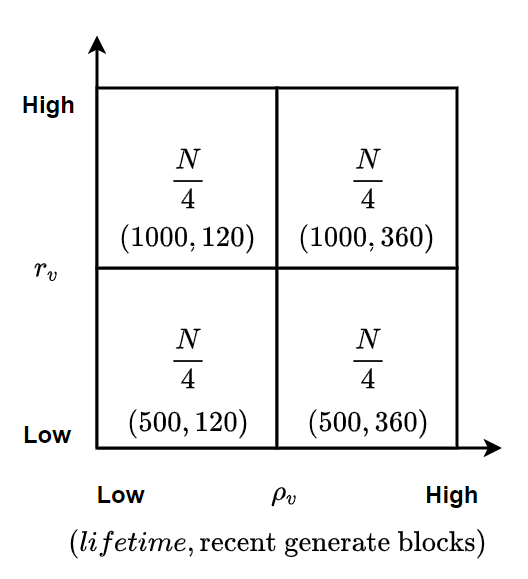 High
N/4 N/4
(1000, 120) (1000, 360)
r_v
N/4 N/4
(500, 120) (500, 360)
Low
Low ρ_v High
(lifetime, recent generate blocks)